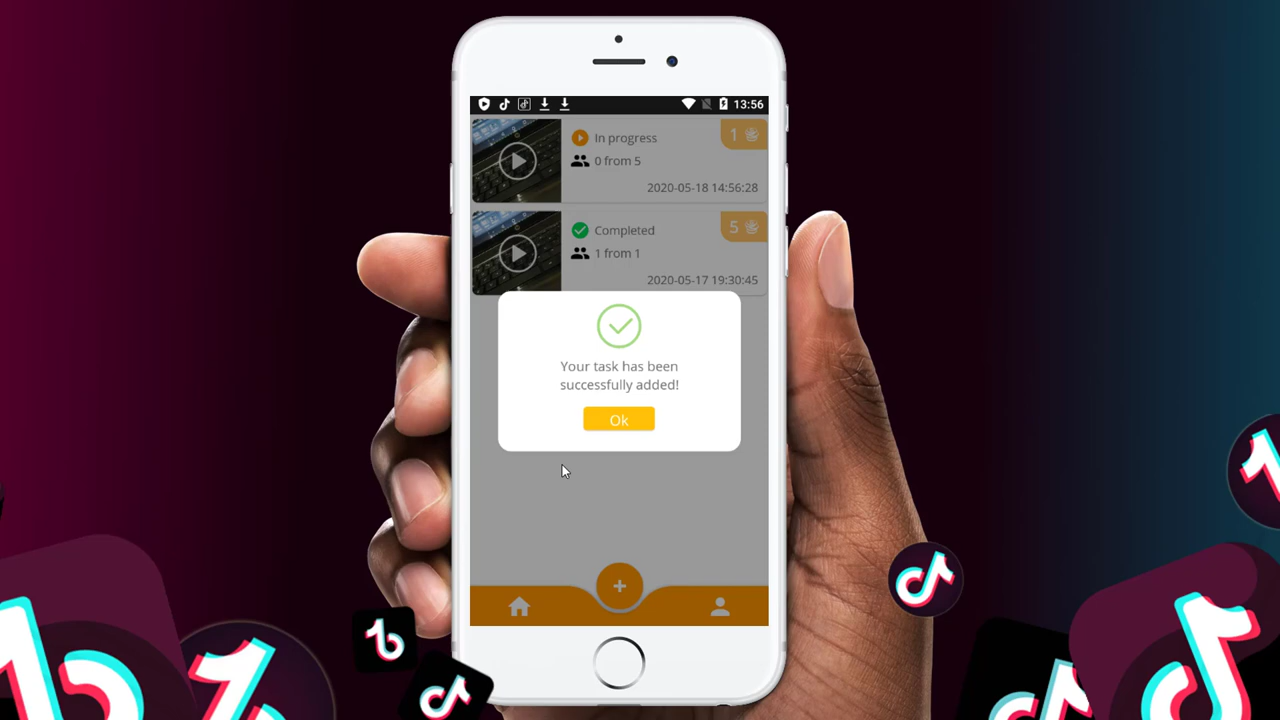 13:56
In progress
1
0 from 5
2020-05-18 14:56:28
Completed
5
1 from 1
2020-05-17 19:30:45
Your task has been
successfully added!
Ok